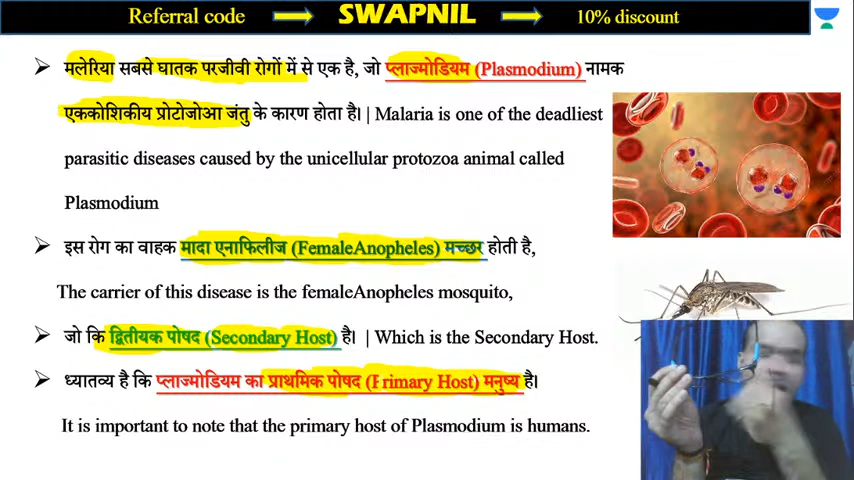 Referral code SWAPNIL 10% discount
मलेरिया सबसे घातक परजीवी रोगों में से एक है, जो प्लाज्मोडियम (Plasmodium) नामक
एककोशिकीय प्रोटोजोआ जंतु के कारण होता है। | Malaria is one of the deadliest
parasitic diseases caused by the unicellular protozoa animal called
Plasmodium
इस रोग का वाहक मादा एनाफिलीज (FemaleAnopheles) मच्छर होती है,
The carrier of this disease is the femaleAnopheles mosquito,
जो कि द्वितीयक पोषद (Secondary Host) है। | Which is the Secondary Host.
ध्यातव्य है कि प्लाज्मोडियम का प्राथमिक पोषद (Primary Host) मनुष्य है।
It is important to note that the primary host of Plasmodium is humans.